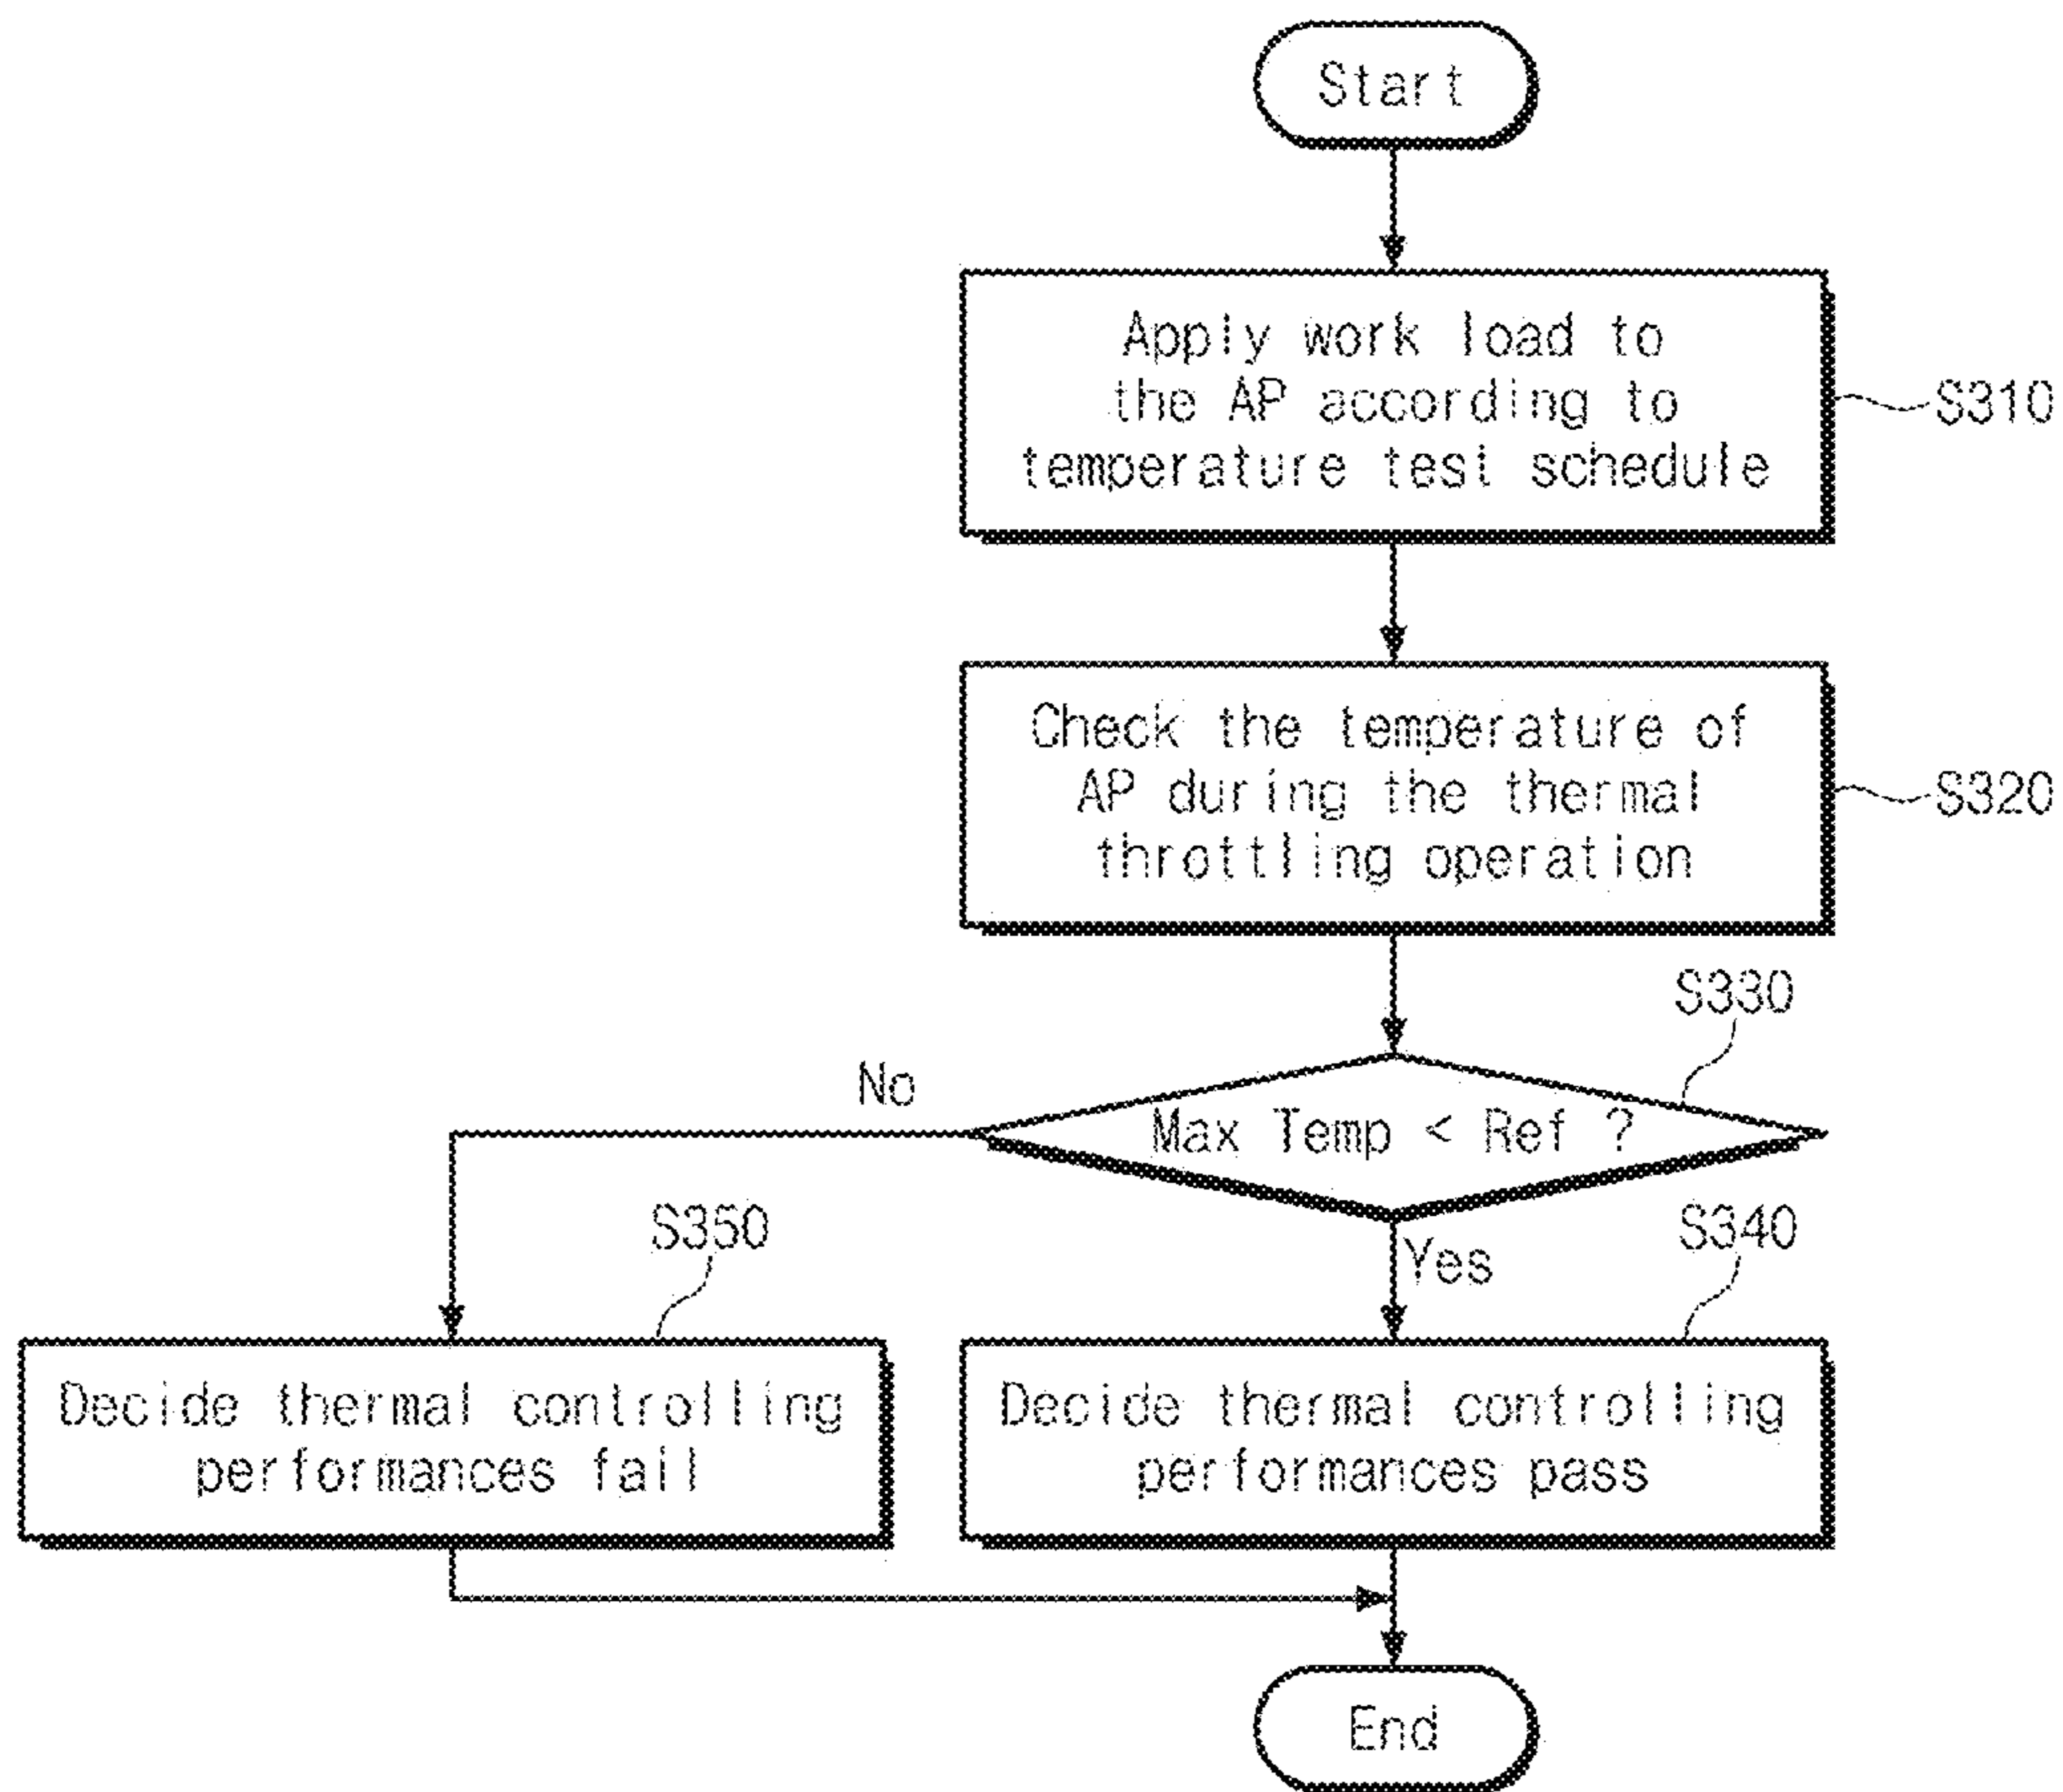 Start
Apply work load to
the AP according to
temperature test schedule
S310
Check the temperature of
AP during the thermal
throttling operation
S320
S330
Max Temp < Ref ?
No
Yes
S350
Decide thermal controlling
performances fail
S340
Decide thermal controlling
performances pass
End